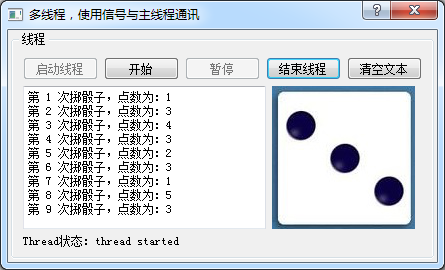 多线程，使用信号与主线程通讯
线程
启动线程 开始 暂停 结束线程 清空文本
第 1 次掷骰子，点数为：1
第 2 次掷骰子，点数为：3
第 3 次掷骰子，点数为：4
第 4 次掷骰子，点数为：3
第 5 次掷骰子，点数为：2
第 6 次掷骰子，点数为：3
第 7 次掷骰子，点数为：1
第 8 次掷骰子，点数为：5
第 9 次掷骰子，点数为：3
Thread状态：thread started